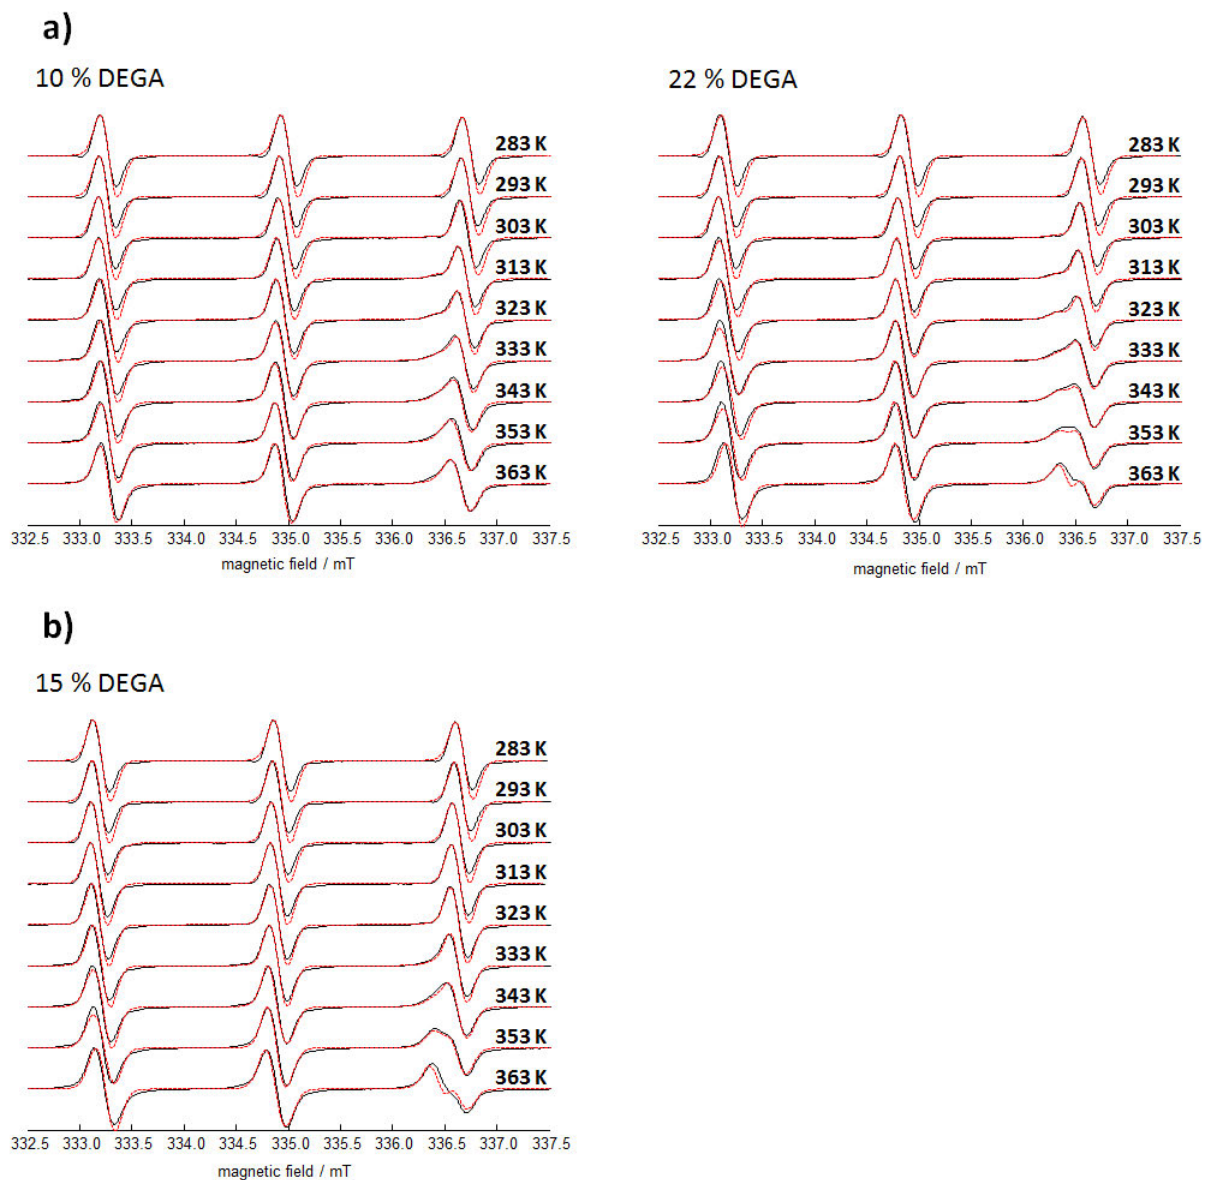 a)
10 % DEGA
283 K
293 K
303 K
313 K
323 K
333 K
343 K
353 K
363 K
332.5 333.0 333.5 334.0 334.5 335.0 335.5 336.0 336.5 337.0 337.5
magnetic field / mT
22 % DEGA
283 K
293 K
303 K
313 K
323 K
333 K
343 K
353 K
363 K
332.5 333.0 333.5 334.0 334.5 335.0 335.5 336.0 336.5 337.0 337.5
magnetic field / mT
b)
15 % DEGA
283 K
293 K
303 K
313 K
323 K
333 K
343 K
353 K
363 K
332.5 333.0 333.5 334.0 334.5 335.0 335.5 336.0 336.5 337.0 337.5
magnetic field / mT